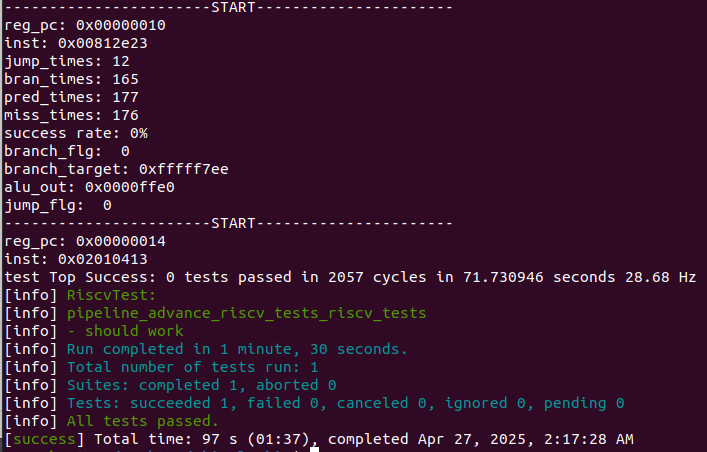 -----------------------START----------------------
reg_pc: 0x00000010
inst: 0x00812e23
jump_times: 12
bran_times: 165
pred_times: 177
miss_times: 176
success rate: 0%
branch_flg:  0
branch_target: 0xfffff7ee
alu_out: 0x0000ffe0
jump_flg:  0
-----------------------START----------------------
reg_pc: 0x00000014
inst: 0x02010413
test Top Success: 0 tests passed in 2057 cycles in 71.730946 seconds 28.68 Hz
[info] RiscvTest:
[info] pipeline_advance_riscv_tests_riscv_tests
[info] - should work
[info] Run completed in 1 minute, 30 seconds.
[info] Total number of tests run: 1
[info] Suites: completed 1, aborted 0
[info] Tests: succeeded 1, failed 0, canceled 0, ignored 0, pending 0
[info] All tests passed.
[success] Total time: 97 s (01:37), completed Apr 27, 2025, 2:17:28 AM